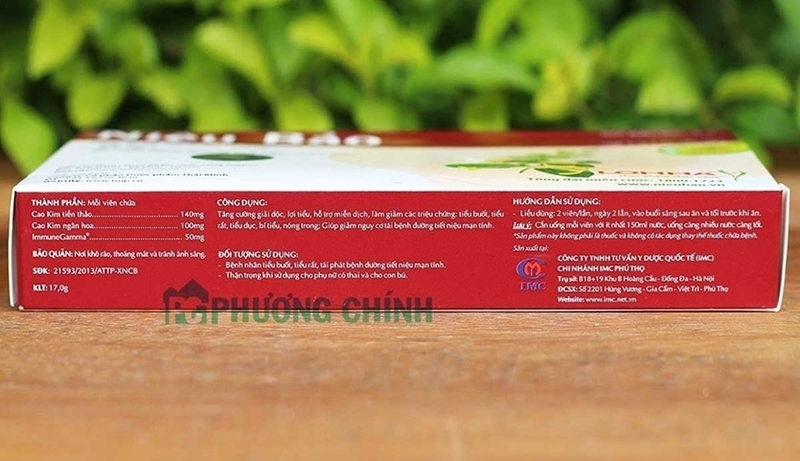 Niệu Bảo
LOHHA
Tổng đài miễn cước: 1800.1723
www.nieubao.vn
THÀNH PHẦN: Mỗi viên chứa
Cao Kim tiền thảo 140mg
Cao Kim ngân hoa 100mg
ImmuneGamma® 50mg
BẢO QUẢN: Nơi khô ráo, thoáng mát và tránh ánh sáng.
SĐK: 21593/2013/ATTP-XNCB
KLT: 17,0g
CÔNG DỤNG:
Tăng cường giải độc, lợi tiểu, hỗ trợ miễn dịch, làm giảm các triệu chứng: tiểu buốt, tiểu
rắt, tiểu dục, bí tiểu, nóng trong; Giúp giảm nguy cơ tái bệnh đường tiết niệu mạn tính.
ĐỐI TƯỢNG SỬ DỤNG:
- Bệnh nhân tiểu buốt, tiểu rắt, tái phát bệnh đường tiết niệu mạn tính.
- Thận trọng khi sử dụng cho phụ nữ có thai và cho con bú.
HƯỚNG DẪN SỬ DỤNG:
- Liều dùng: 2 viên/lần, ngày 2 lần, vào buổi sáng sau ăn và tối trước khi ăn.
Lưu ý: Cần uống mỗi viên với ít nhất 150ml nước, uống càng nhiều nước càng tốt.
"Sản phẩm này không phải là thuốc và không có tác dụng thay thế thuốc chữa bệnh.
Sản xuất tại:
IMC
CÔNG TY TNHH TƯ VẤN Y DƯỢC QUỐC TẾ (IMC)
CHI NHÁNH IMC PHÚ THỌ
Trụ sở: B18+19 Khu B Hoàng Cầu - Đống Đa - Hà Nội
ĐCSX: Số 2201 Hùng Vương - Gia Cẩm - Việt Trì - Phú Thọ
Website: www.imc.net.vn
PHƯƠNG CHÍNH